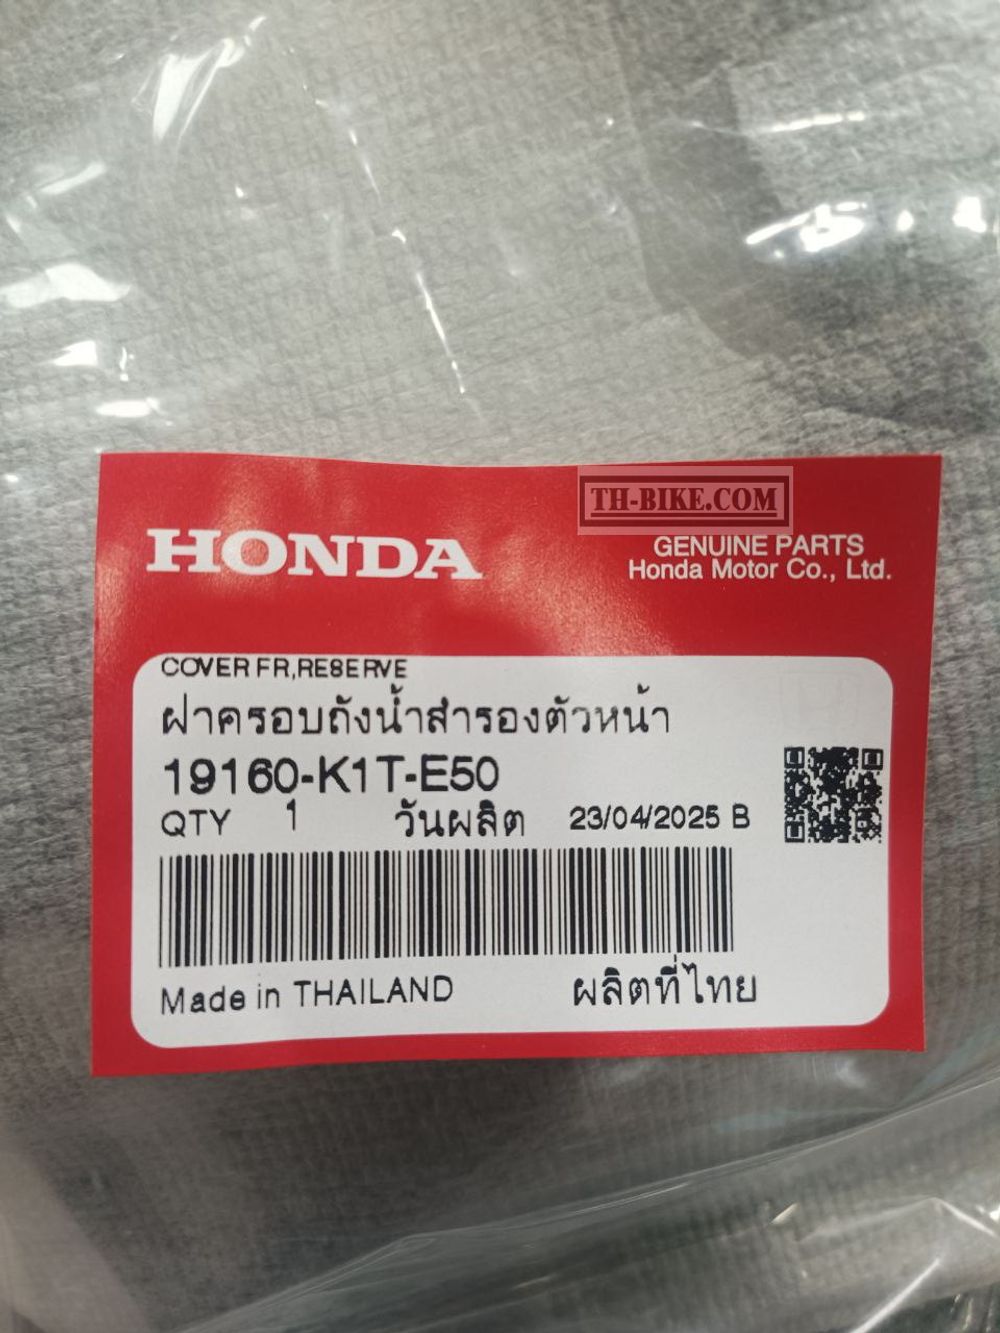 TH-BIKE.COM
HONDA
GENUINE PARTS
Honda Motor Co., Ltd.
COVER FR,RESERVE
ฝาครอบถังน้ำสำรองตัวหน้า
19160-K1T-E50
QTY 1 วันผลิต 23/04/2025 B
Made in THAILAND ผลิตที่ไทย